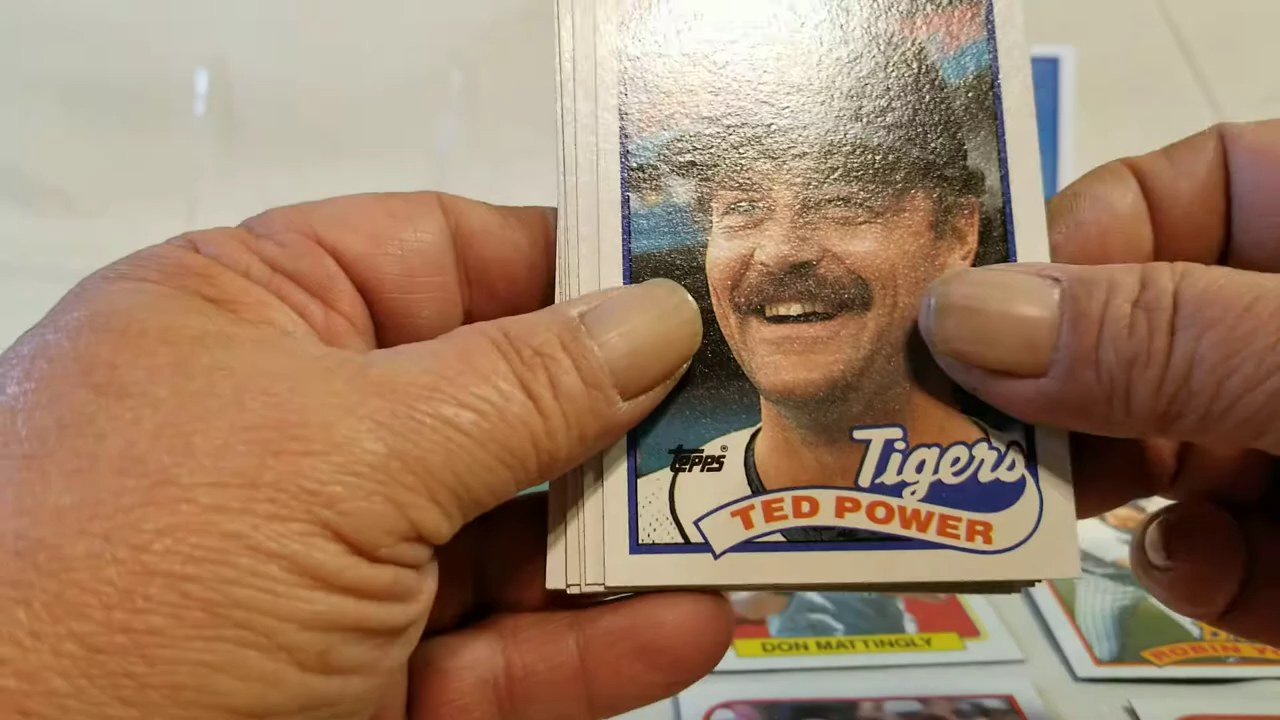 Tigers
TOPPS®
TED POWER
DON MATTINGLY
ROBIN